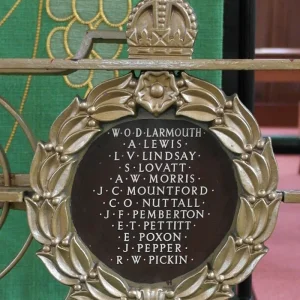 ·W·O·D·LARMOUTH·
·A·LEWIS·
·L·V·LINDSAY·
·S·LOVATT·
·A·W·MORRIS·
·J·C·MOUNTFORD·
·C·O·NUTTALL·
·J·F·PEMBERTON·
·E·T·PETTITT·
·E·POXON·
·J·PEPPER·
·R·W·PICKIN·